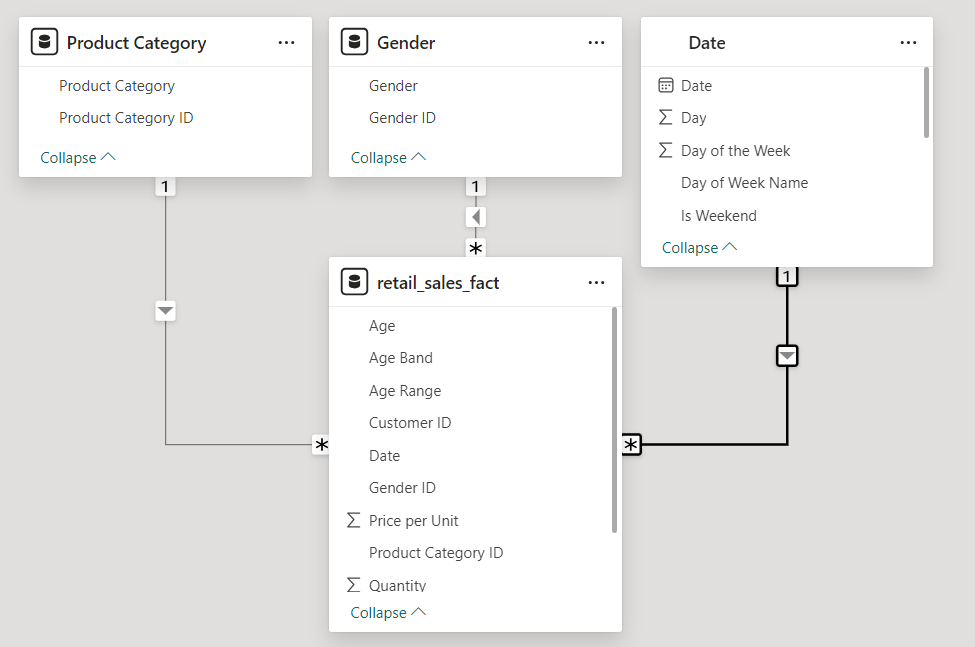 Product Category
Product Category
Product Category ID
Collapse
1
Gender
Gender
Gender ID
Collapse
1
*
Date
Date
Day
Day of the Week
Day of Week Name
Is Weekend
Collapse
1
*
*
retail_sales_fact
Age
Age Band
Age Range
Customer ID
Date
Gender ID
Price per Unit
Product Category ID
Quantity
Collapse